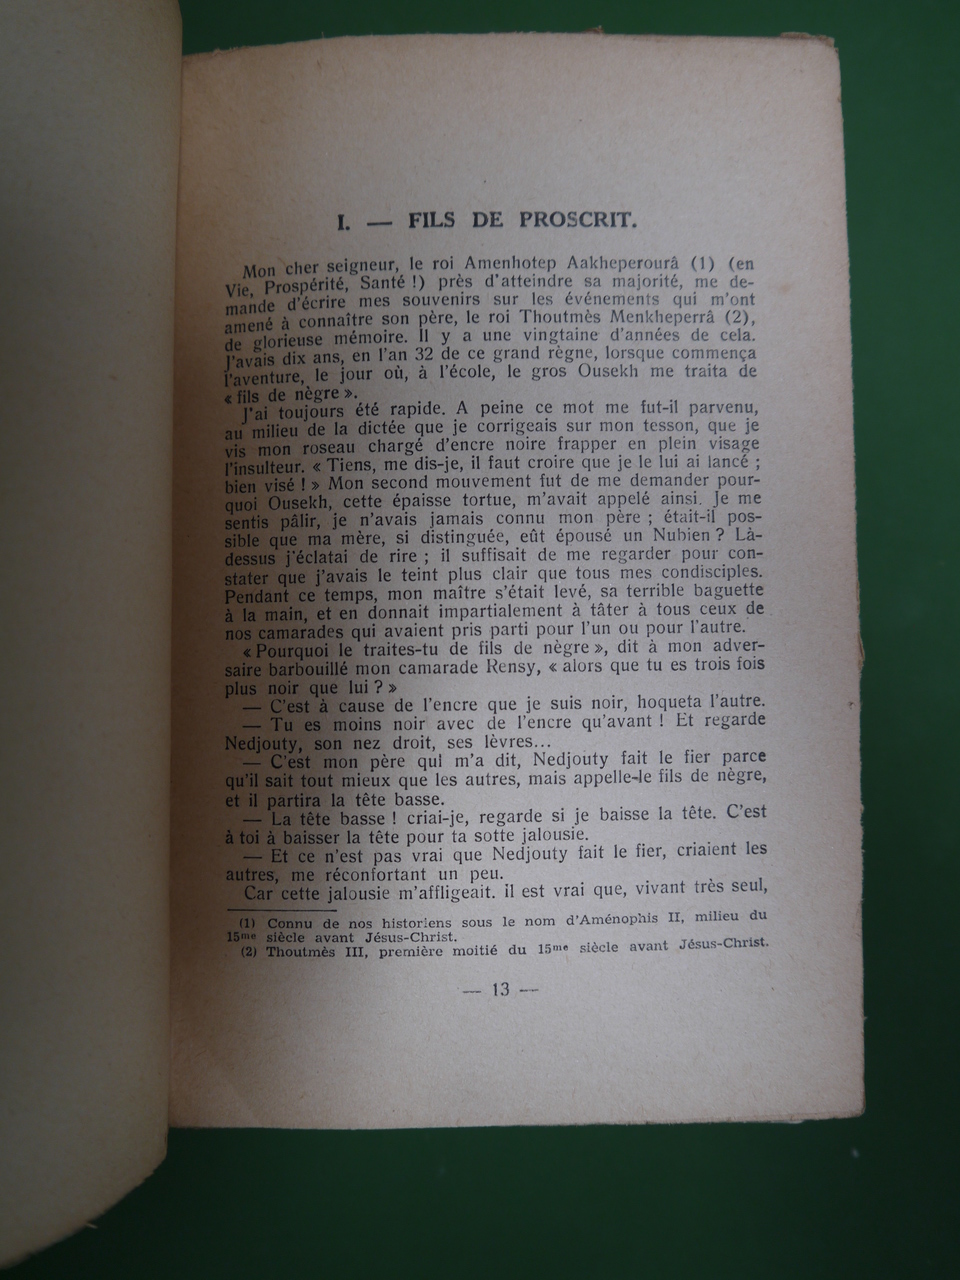 I. — FILS DE PROSCRIT.
Mon cher seigneur, le roi Amenhotep Aakheperourâ (1) (en
Vie, Prospérité, Santé !) près d'atteindre sa majorité, me de-
mande d'écrire mes souvenirs sur les événements qui m'ont
amené à connaître son père, le roi Thoutmès Menkheperrâ (2),
de glorieuse mémoire. Il y a une vingtaine d'années de cela.
J'avais dix ans, en l'an 32 de ce grand règne, lorsque commença
l'aventure, le jour où, à l'école, le gros Ousekh me traita de
« fils de nègre ».
J'ai toujours été rapide. A peine ce mot me fut-il parvenu,
au milieu de la dictée que je corrigeais sur mon tesson, que je
vis mon roseau chargé d'encre noire frapper en plein visage
l'insulteur. « Tiens, me dis-je, il faut croire que je le lui ai lancé ;
bien visé ! » Mon second mouvement fut de me demander pour-
quoi Ousekh, cette épaisse tortue, m'avait appelé ainsi. Je me
sentis pâlir, je n'avais jamais connu mon père ; était-il pos-
sible que ma mère, si distinguée, eût épousé un Nubien ? Là-
dessus j'éclatai de rire ; il suffisait de me regarder pour con-
stater que j'avais le teint plus clair que tous mes condisciples.
Pendant ce temps, mon maître s'était levé, sa terrible baguette
à la main, et en donnait impartialement à tâter à tous ceux de
nos camarades qui avaient pris parti pour l'un ou pour l'autre.
« Pourquoi le traites-tu de fils de nègre », dit à mon adver-
saire barbouillé mon camarade Rensy, « alors que tu es trois fois
plus noir que lui ? »
— C'est à cause de l'encre que je suis noir, hoqueta l'autre.
— Tu es moins noir avec de l'encre qu'avant ! Et regarde
Nedjouty, son nez droit, ses lèvres...
— C'est mon père qui m'a dit, Nedjouty fait le fier parce
qu'il sait tout mieux que les autres, mais appelle-le fils de nègre,
et il partira la tête basse.
— La tête basse ! criai-je, regarde si je baisse la tête. C'est
à toi à baisser la tête pour ta sotte jalousie.
— Et ce n'est pas vrai que Nedjouty fait le fier, criaient les
autres, me réconfortant un peu.
Car cette jalousie m'affligeait. il est vrai que, vivant très seul,
(1) Connu de nos historiens sous le nom d'Aménophis II, milieu du
15me siècle avant Jésus-Christ.
(2) Thoutmès III, première moitié du 15me siècle avant Jésus-Christ.
— 13 —